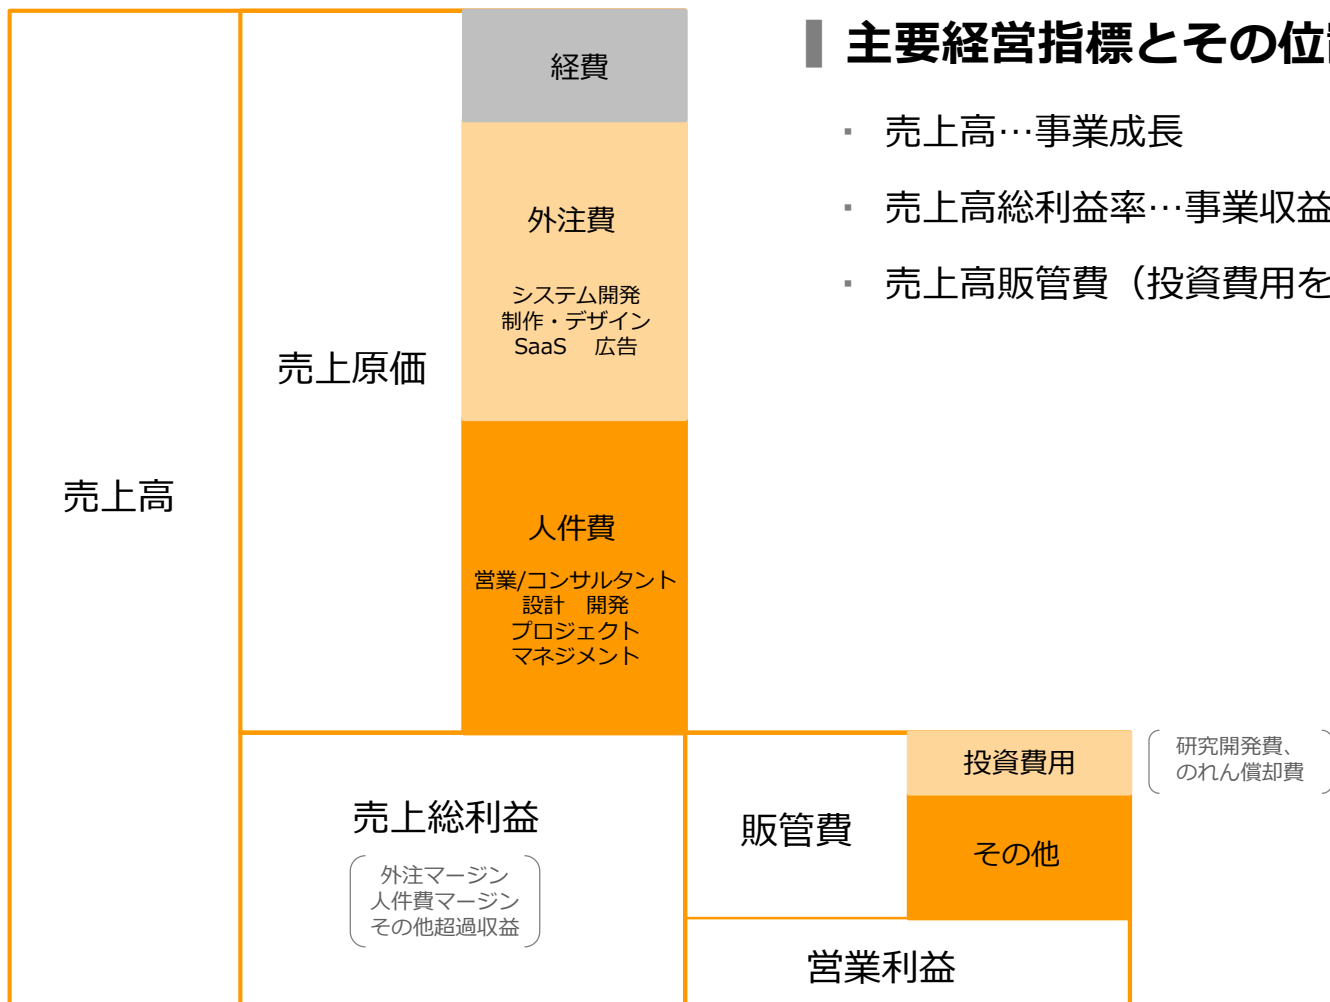 経費
外注費
システム開発
制作・デザイン
SaaS　広告
売上原価
売上高
人件費
営業/コンサルタント
設計　開発
プロジェクト
マネジメント
売上総利益
外注マージン
人件費マージン
その他超過収益
販管費
投資費用
その他
研究開発費、
のれん償却費
営業利益
主要経営指標とその位
・ 売上高…事業成長
・ 売上高総利益率…事業収益
・ 売上高販管費（投資費用を